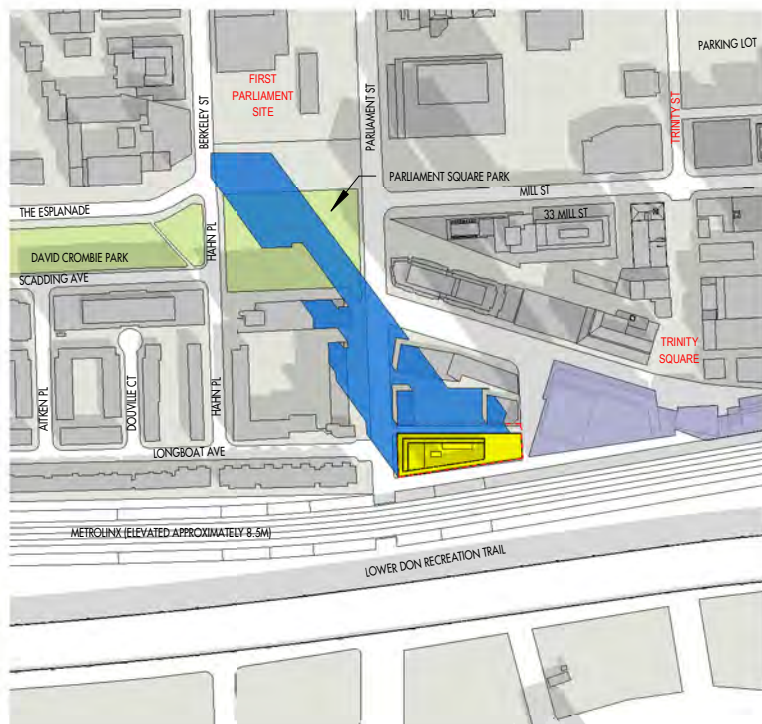 PARKING LOT
FIRST
PARLIAMENT
SITE
BERKELEY ST
PARLIAMENT ST
TRINITY ST
PARLIAMENT SQUARE PARK
MILL ST
THE ESPLANADE
33 MILL ST
HAHN PL
DAVID CROMBIE PARK
SCADDING AVE
TRINITY
SQUARE
AITKEN PL
DOUVILLE CT
HAHN PL
LONGBOAT AVE
METROLINX (ELEVATED APPROXIMATELY 8.5M)
LOWER DON RECREATION TRAIL